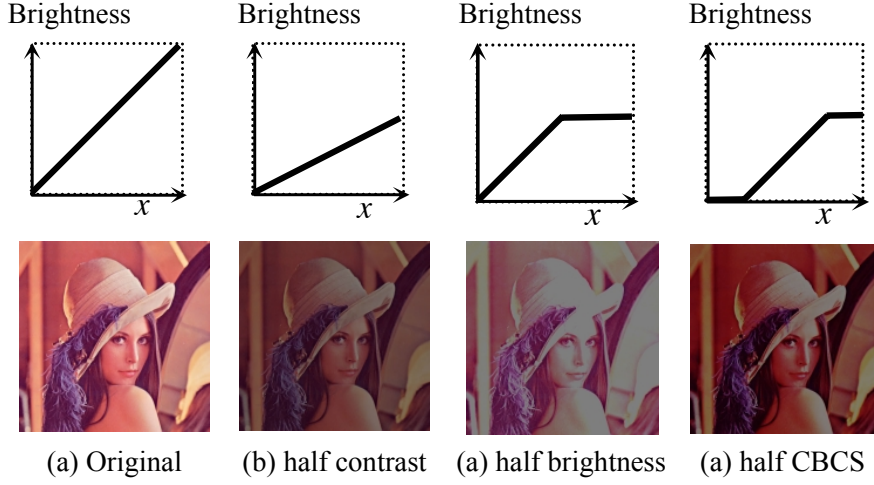 Brightness Brightness Brightness Brightness
x x x x
(a) Original (b) half contrast (a) half brightness (a) half CBCS